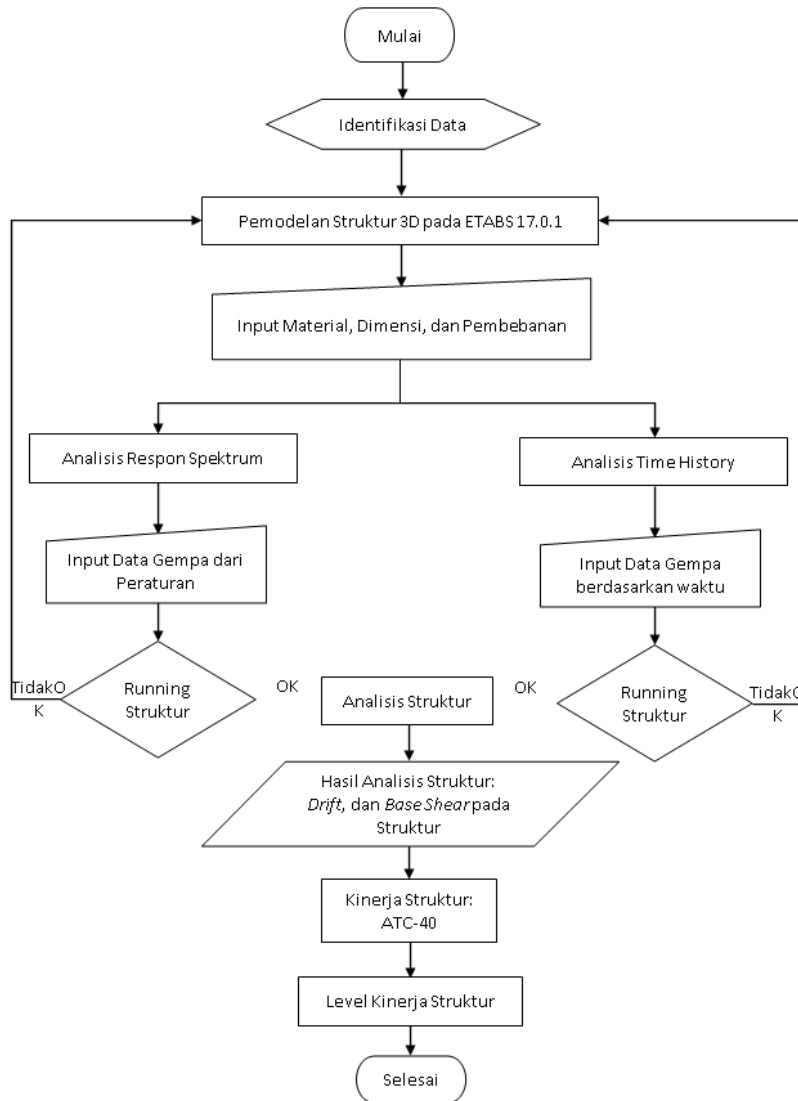 Mulai
Identifikasi Data
Pemodelan Struktur 3D pada ETABS 17.0.1
Input Material, Dimensi, dan Pembebanan
Analisis Respon Spektrum
Analisis Time History
Input Data Gempa dari
Peraturan
Input Data Gempa
berdasarkan waktu
TidakO
K
Running
Struktur
OK
Analisis Struktur
OK
Running
Struktur
TidakO
K
Hasil Analisis Struktur:
Drift, dan Base Shear pada
Struktur
Kinerja Struktur:
ATC-40
Level Kinerja Struktur
Selesai